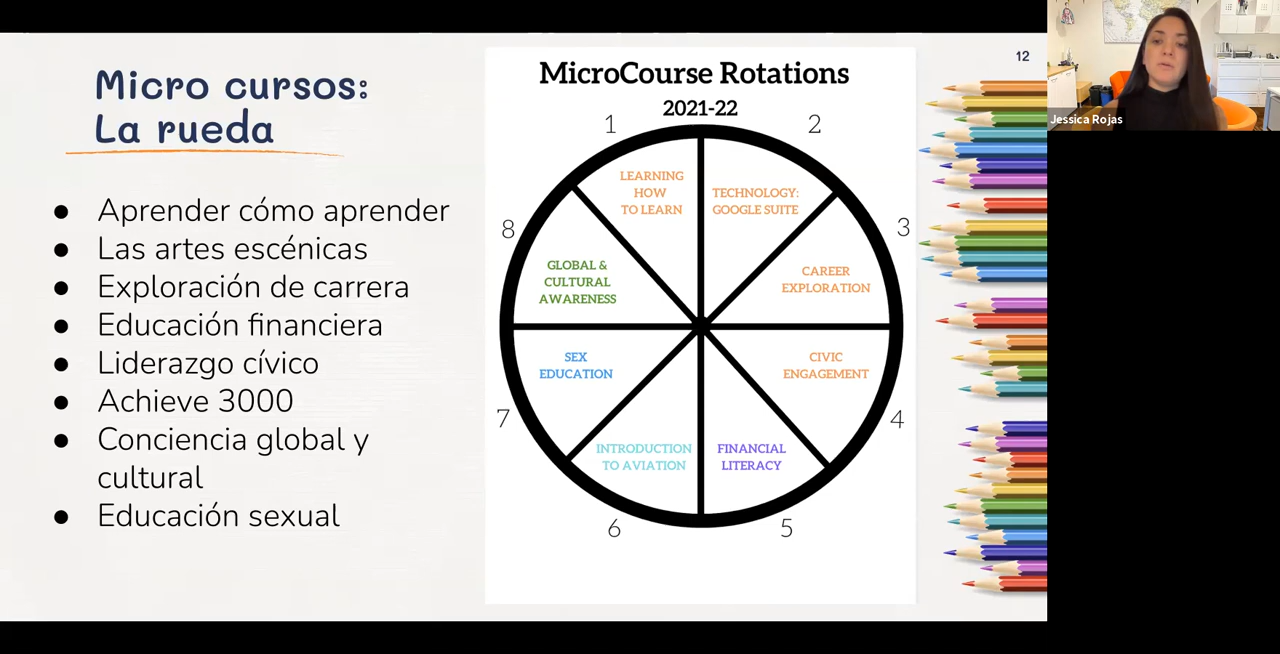 Micro cursos:
La rueda
● Aprender cómo aprender
● Las artes escénicas
● Exploración de carrera
● Educación financiera
● Liderazgo cívico
● Achieve 3000
● Conciencia global y
cultural
● Educación sexual
MicroCourse Rotations
2021-22
1
LEARNING
HOW
TO LEARN
2
TECHNOLOGY:
GOOGLE SUITE
3
CAREER
EXPLORATION
4
CIVIC
ENGAGEMENT
5
FINANCIAL
LITERACY
6
INTRODUCTION
TO AVIATION
7
SEX
EDUCATION
8
GLOBAL &
CULTURAL
AWARENESS
12
Jessica Rojas